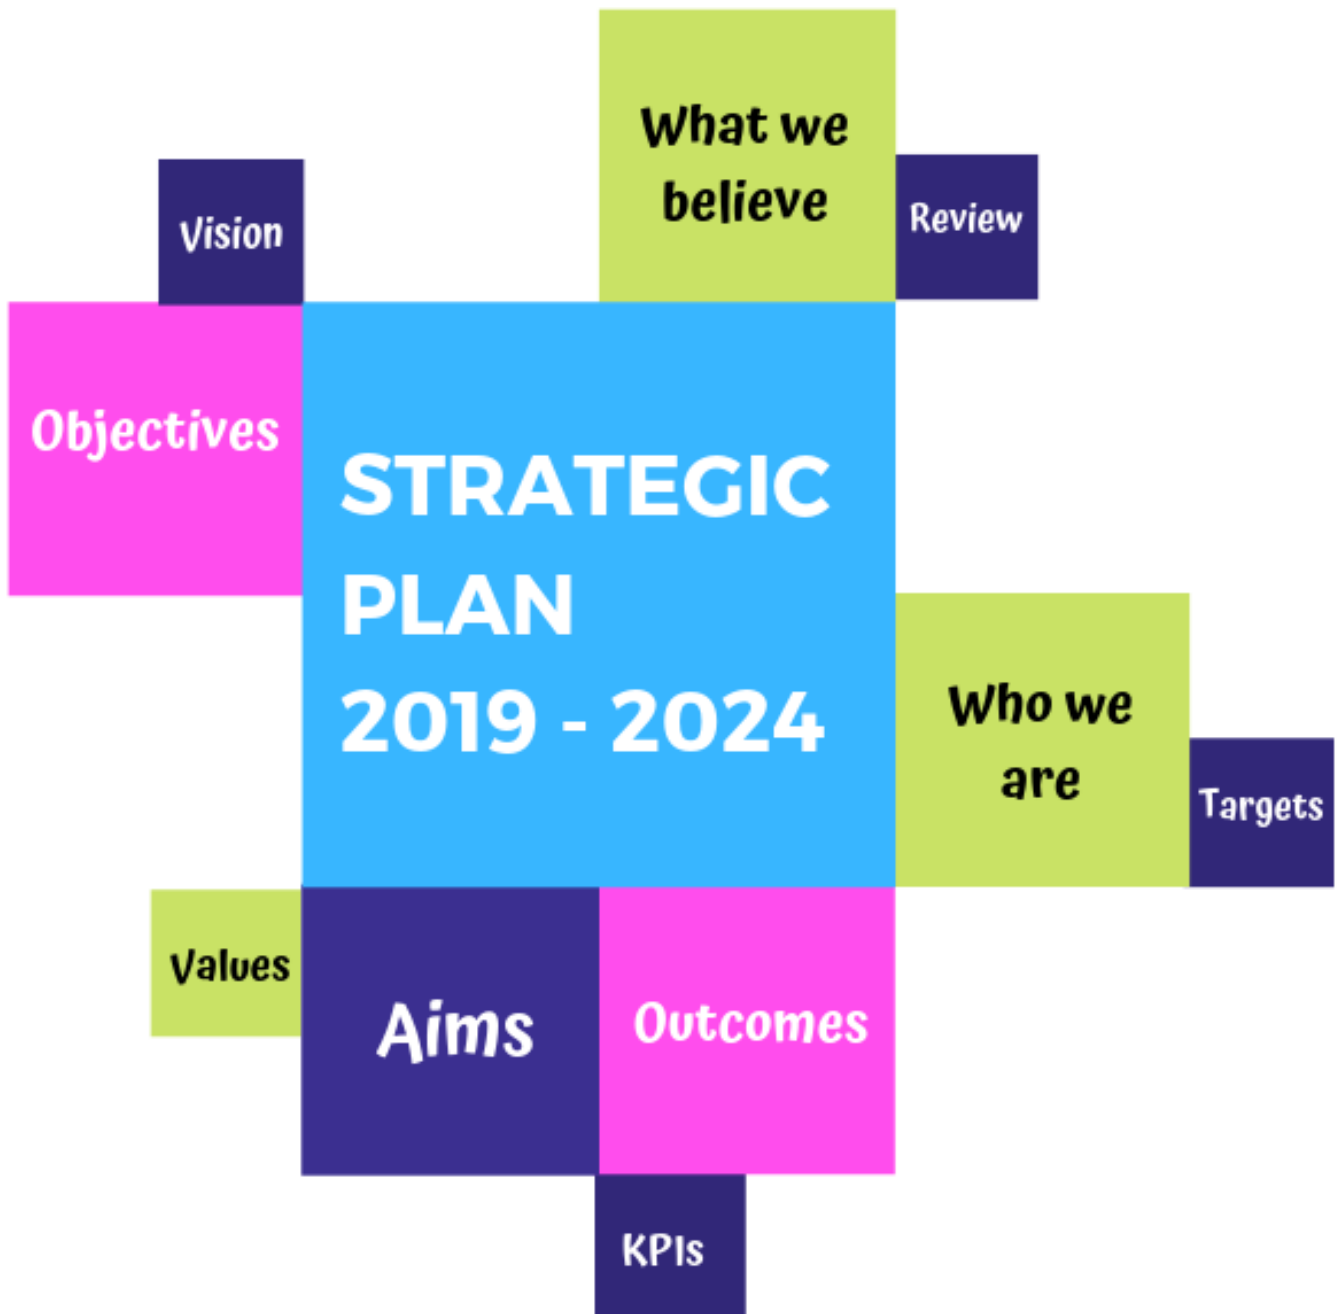 What we
believe
Review
Vision
Objectives
STRATEGIC
PLAN
2019 - 2024
Who we
are
Targets
Values
Aims
Outcomes
KPIs